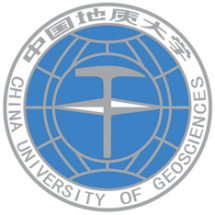 中国地质大学
CHINA UNIVERSITY OF GEOSCIENCES